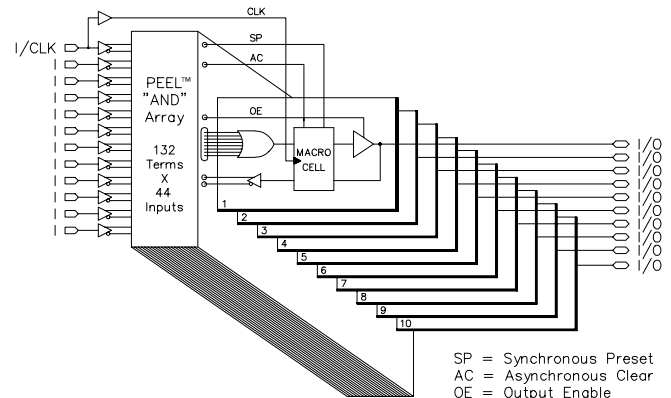 CLK
I/CLK
SP
I
AC
I
PEEL™
I
"AND"
I
Array
OE
I
I
132
Terms
I
X
I
44
Inputs
I
I
I
MACRO
CELL
I/O
I/O
I/O
I/O
I/O
I/O
I/O
I/O
I/O
I/O
1
2
3
4
5
6
7
8
9
10
SP = Synchronous Preset
AC = Asynchronous Clear
OE = Output Enable